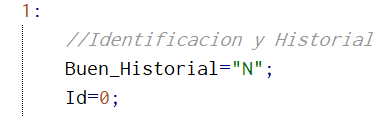 1:
//Identificacion y Historial
Buen_Historial="N";
Id=0;